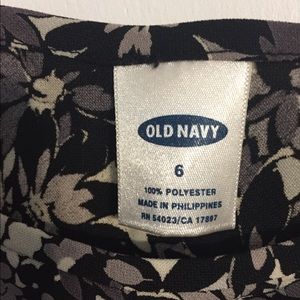 OLD NAVY
6
100% POLYESTER
MADE IN PHILIPPINES
RN 54023/CA 17897